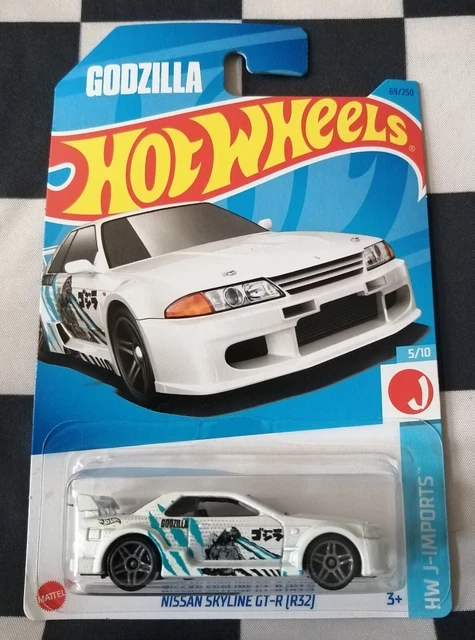 GODZILLA
69/250
Hot Wheels®
ゴジラ
5/10
J
HW J-IMPORTS™
GODZILLA
ゴジラ
MATTEL
NISSAN SKYLINE GT-R (R32)
3+